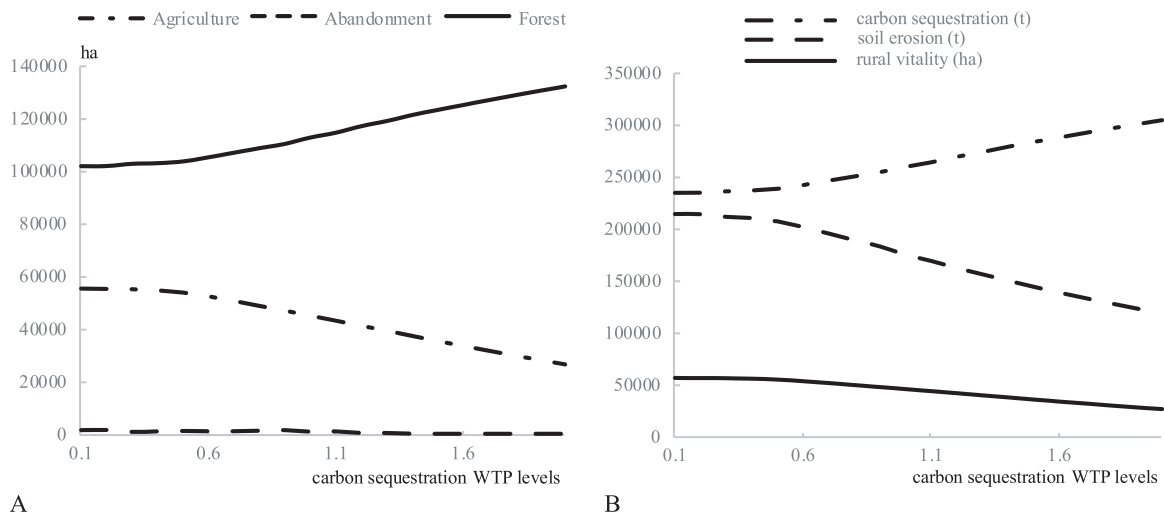 Agriculture Abandonment Forest
ha
140000
120000
100000
80000
60000
40000
20000
0
0.1 0.6 1.1 1.6
carbon sequestration WTP levels
A
carbon sequestration (t)
soil erosion (t)
rural vitality (ha)
350000
300000
250000
200000
150000
100000
50000
0
0.1 0.6 1.1 1.6
carbon sequestration WTP levels
B